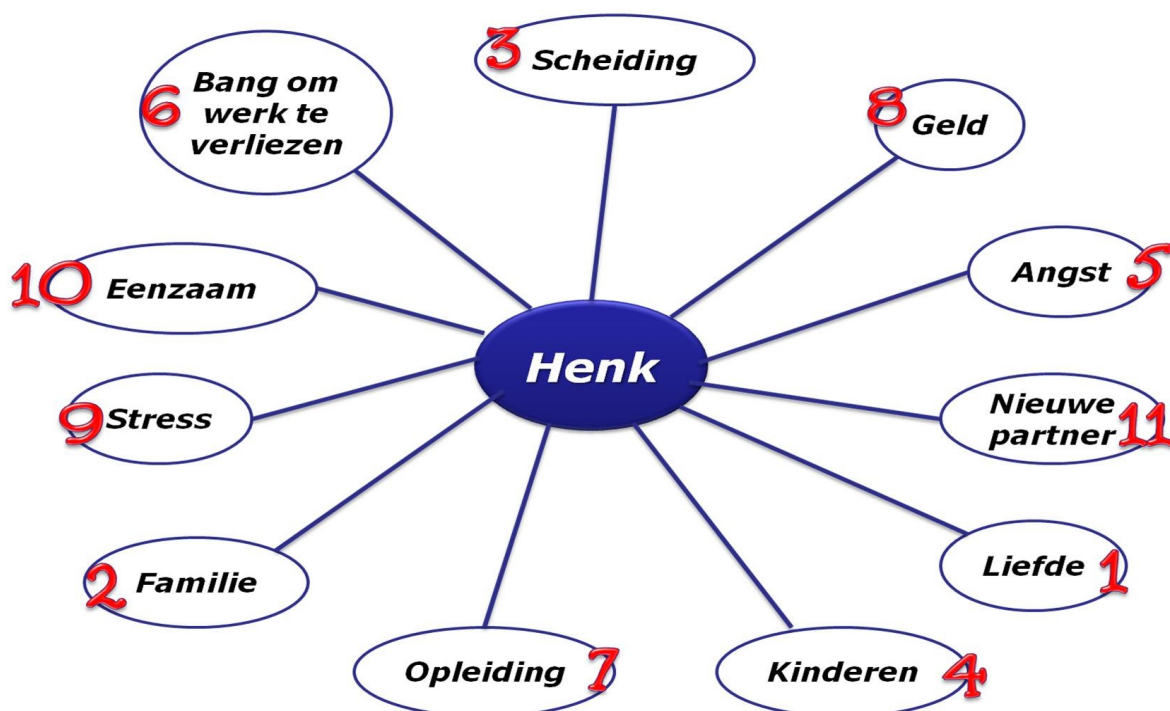 3 Scheiding
6 Bang om
werk te
verliezen
8 Geld
10 Eenzaam
Angst 5
Henk
9 Stress
Nieuwe
partner 11
2 Familie
Liefde 1
Opleiding 7
Kinderen 4